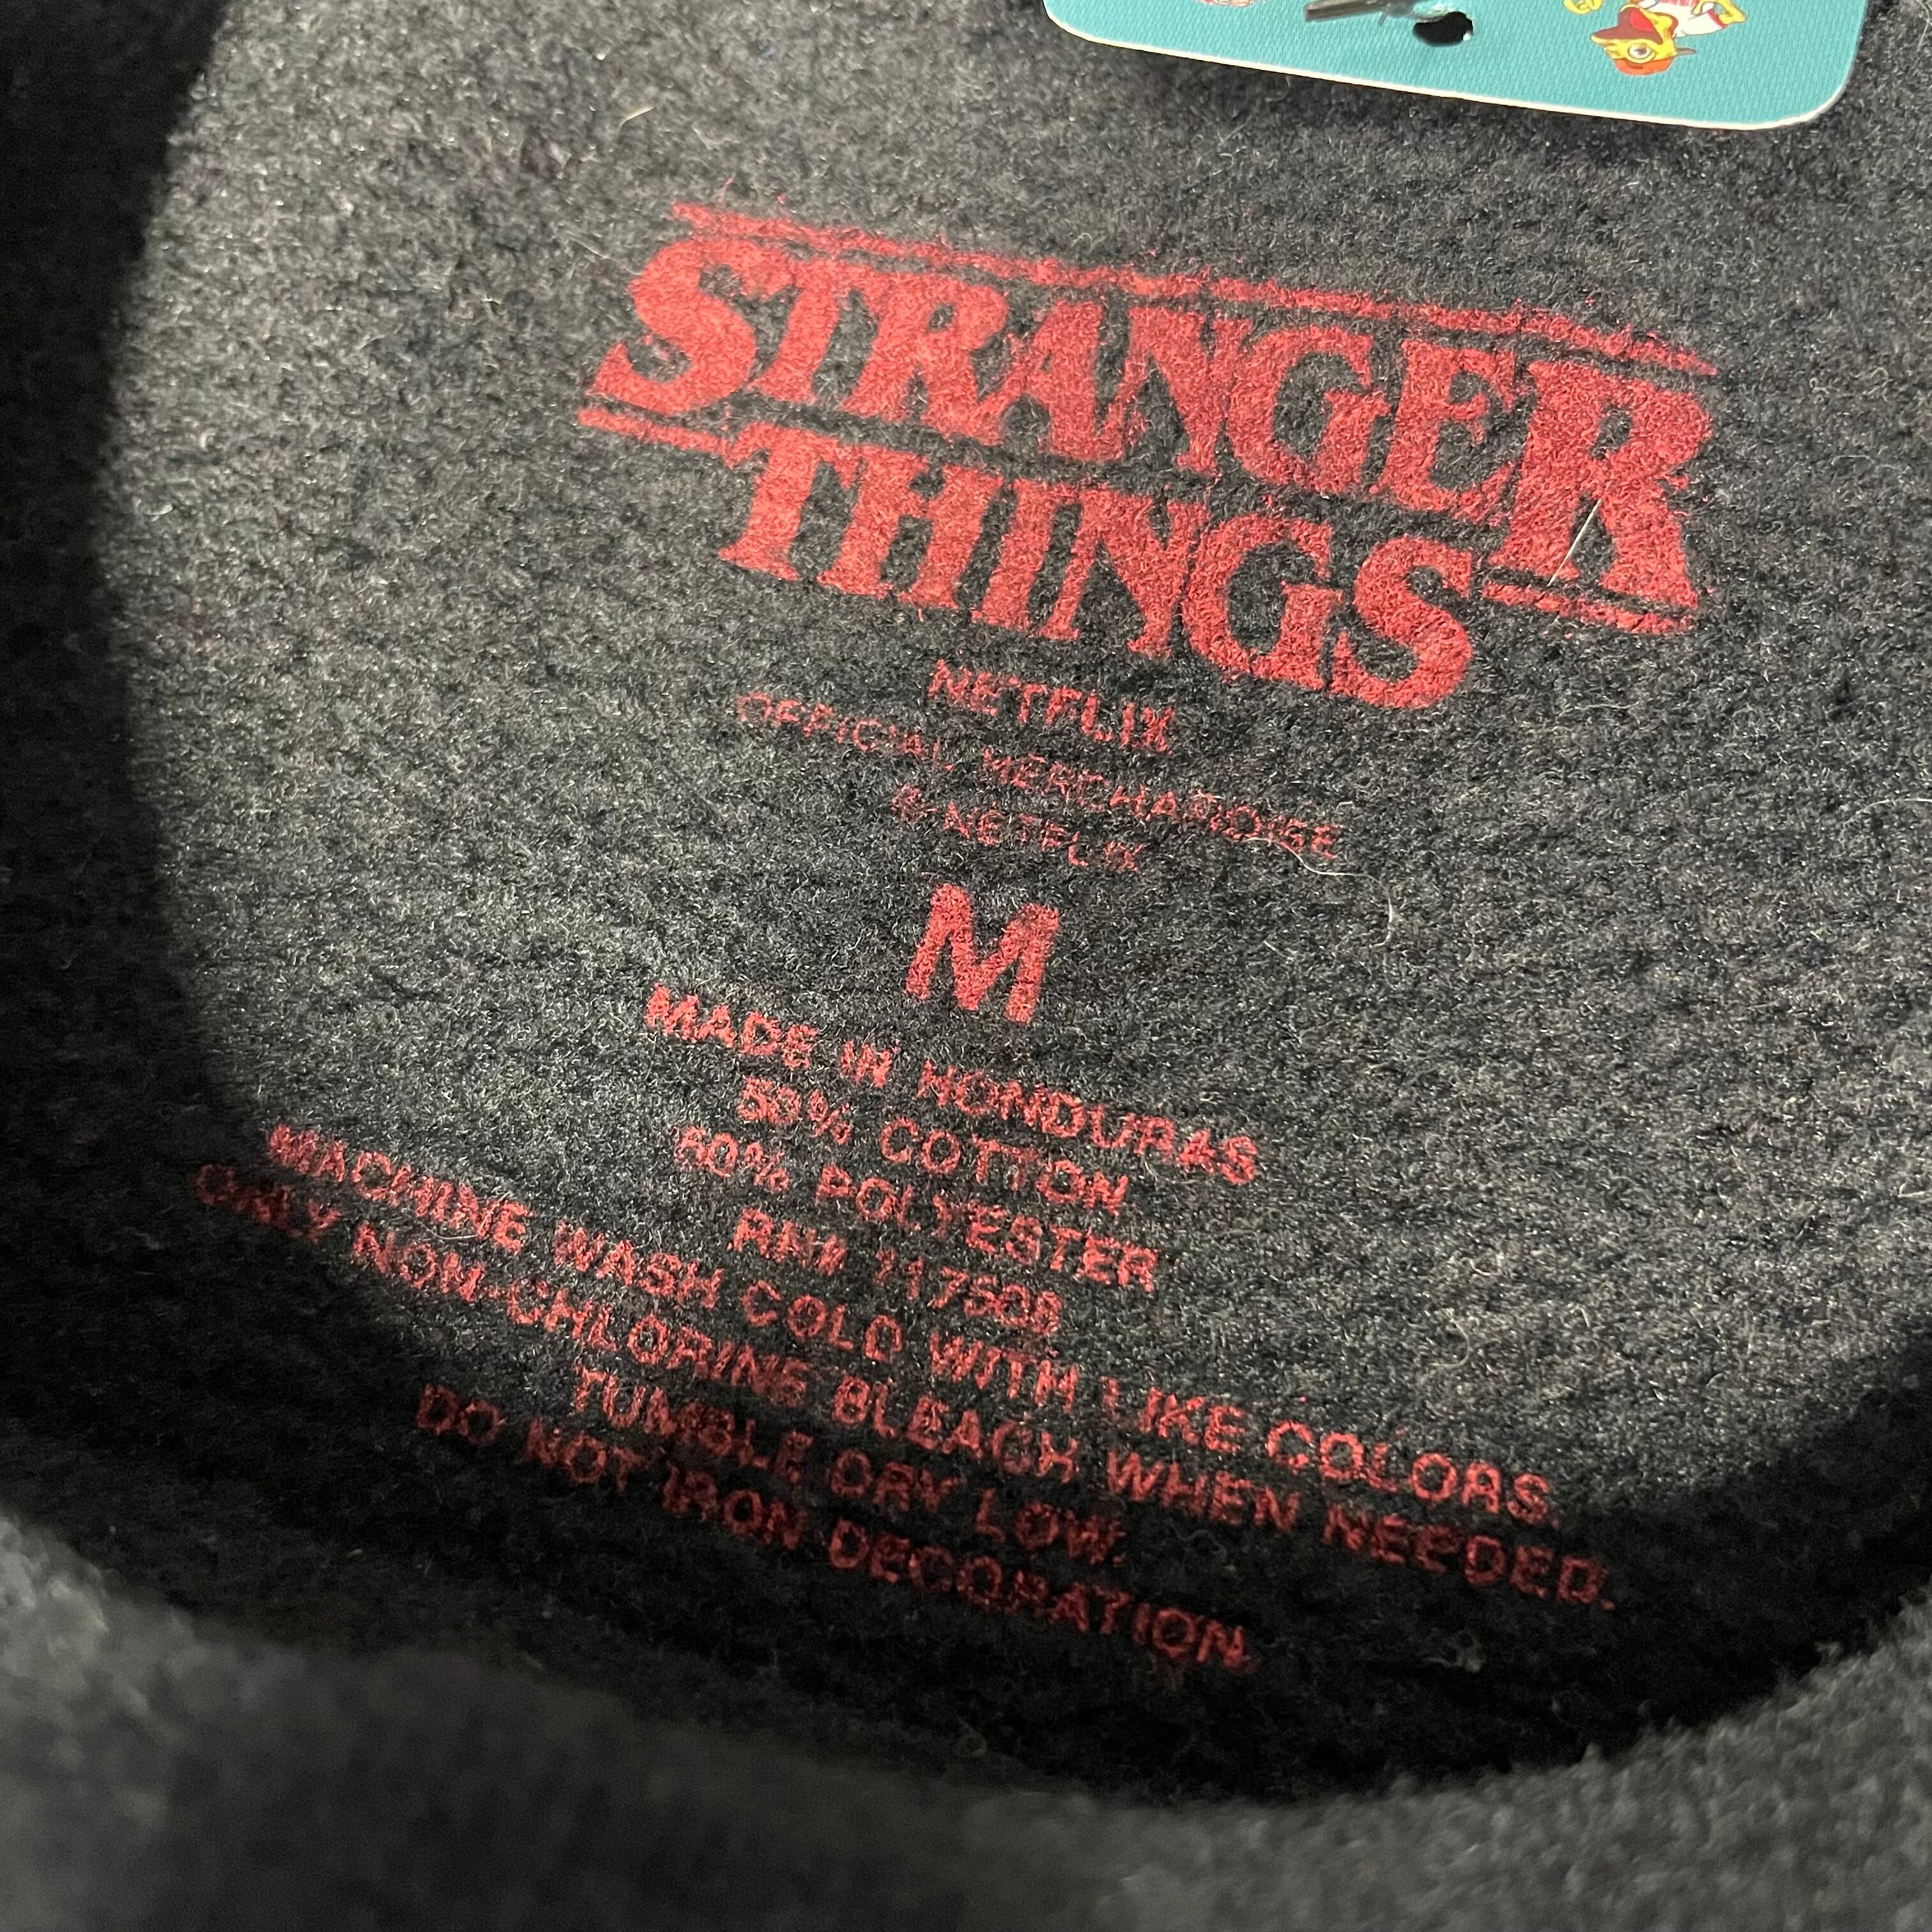 STRANGER
THINGS
NETFLIX
OFFICIAL MERCHANDISE
© NETFLIX
M
MADE IN HONDURAS
50% COTTON
50% POLYESTER
RN# 117508
MACHINE WASH COLD WITH LIKE COLORS.
ONLY NON-CHLORINE BLEACH WHEN NEEDED.
TUMBLE DRY LOW.
DO NOT IRON DECORATION.